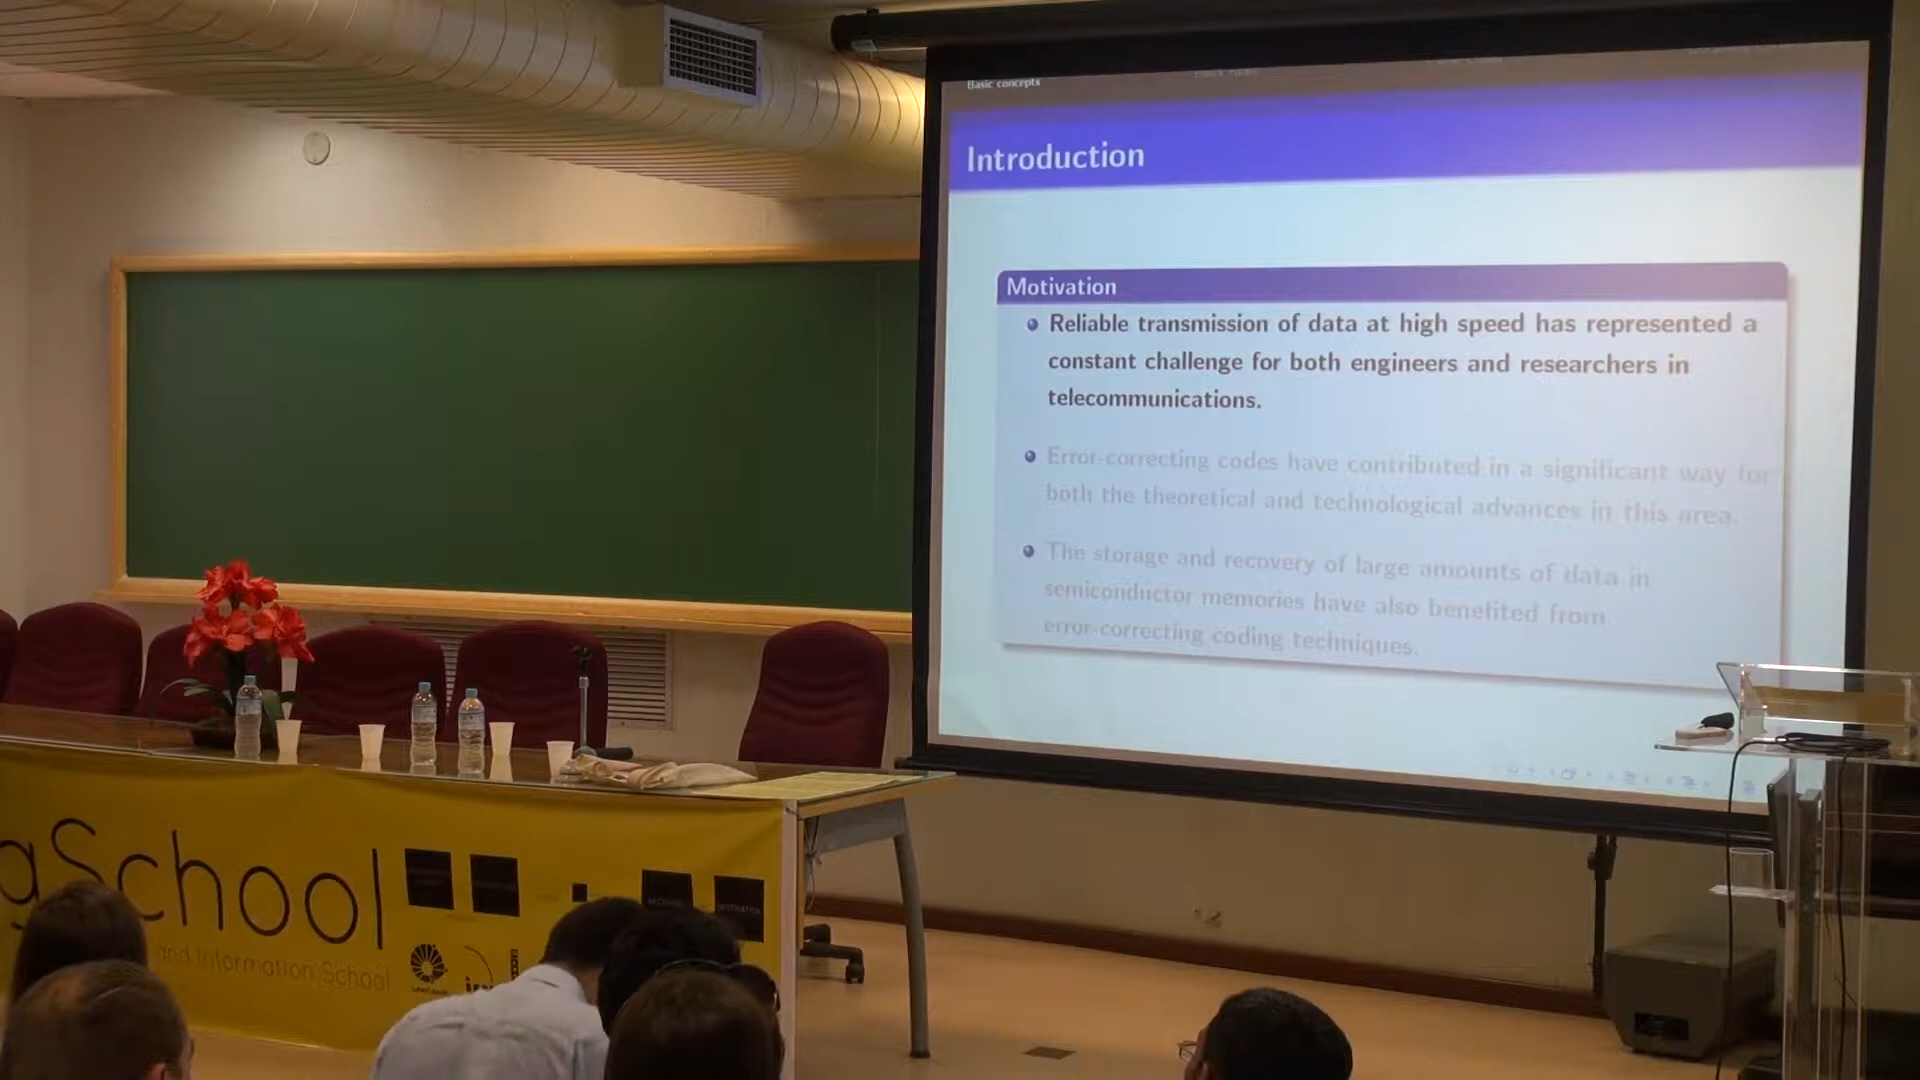 Basic concepts
Introduction
Motivation
Reliable transmission of data at high speed has represented a
constant challenge for both engineers and researchers in
telecommunications.
Error-correcting codes have contributed in a significant way for
both the theoretical and technological advances in this area.
The storage and recovery of large amounts of data in
semiconductor memories have also benefited from
error-correcting coding techniques.
gSchool
and Information School